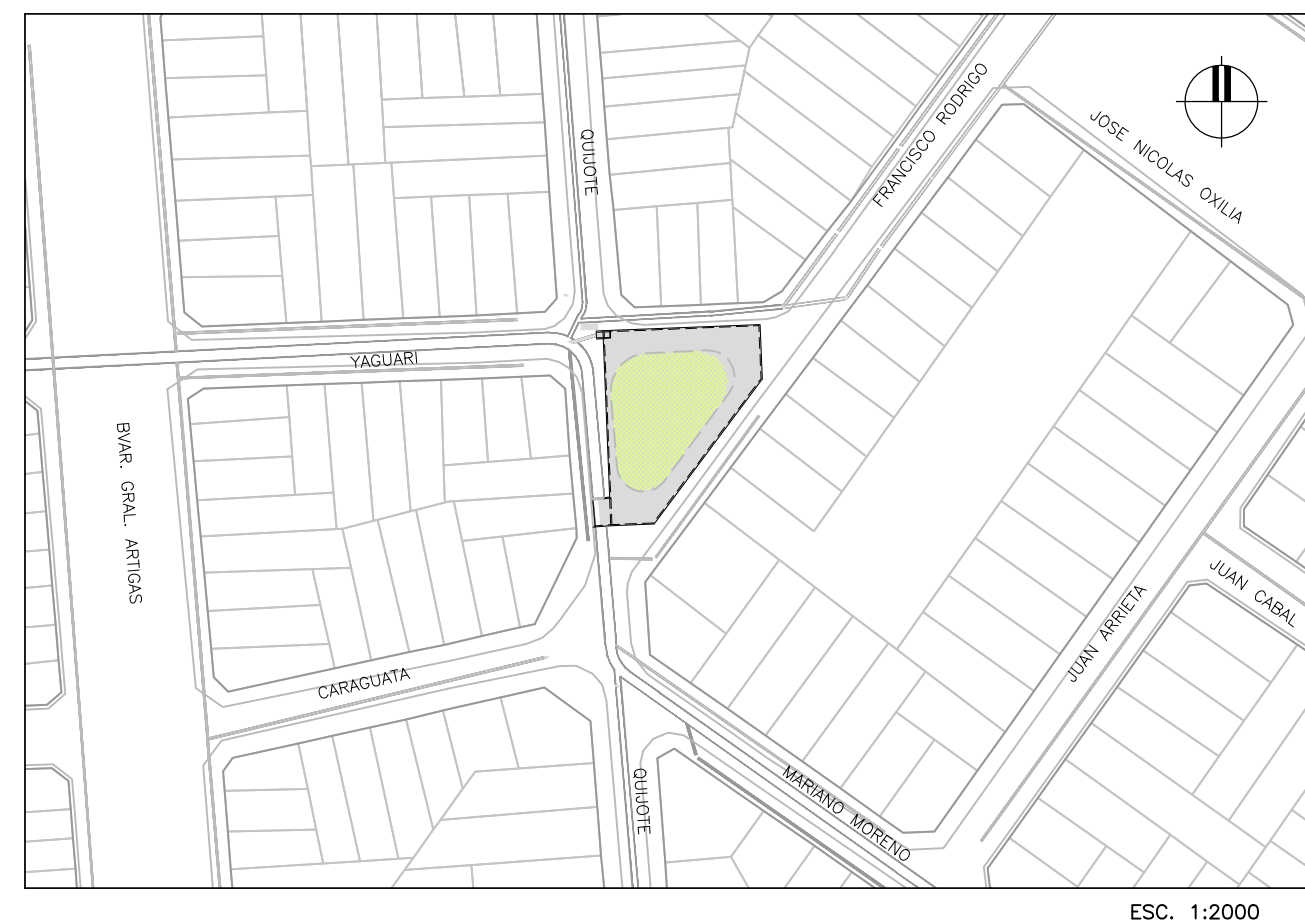 FRANCISCO RODRIGO
JOSE NICOLAS OXILIA
QUIJOTE
YAGUARI
BVAR. GRAL. ARTIGAS
CARAGUATA
JUAN ARRIETA
JUAN CABAL
QUIJOTE
MARIANO MORENO
ESC. 1:2000